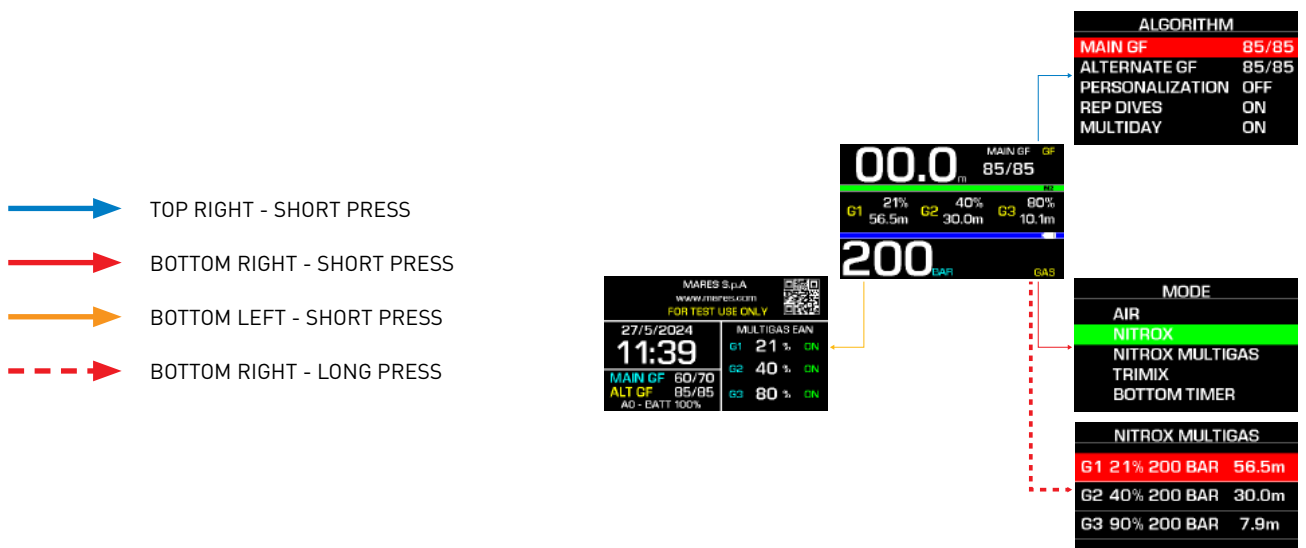 TOP RIGHT - SHORT PRESS
BOTTOM RIGHT - SHORT PRESS
BOTTOM LEFT - SHORT PRESS
BOTTOM RIGHT - LONG PRESS
ALGORITHM
MAIN GF 85/85
ALTERNATE GF 85/85
PERSONALIZATION OFF
REP DIVES ON
MULTIDAY ON
00.0 m MAIN GF GF
85/85
N2
G1 21% G2 40% G3 80%
56.5m 30.0m 10.1m
200 BAR GAS
MARES S.p.A
www.mares.com
FOR TEST USE ONLY
27/5/2024
11:39
MAIN GF 60/70
ALT GF 85/85
A0 - BATT 100%
MULTIGAS EAN
G1 21 % ON
G2 40 % ON
G3 80 % ON
MODE
AIR
NITROX
NITROX MULTIGAS
TRIMIX
BOTTOM TIMER
NITROX MULTIGAS
G1 21% 200 BAR 56.5m
G2 40% 200 BAR 30.0m
G3 90% 200 BAR 7.9m